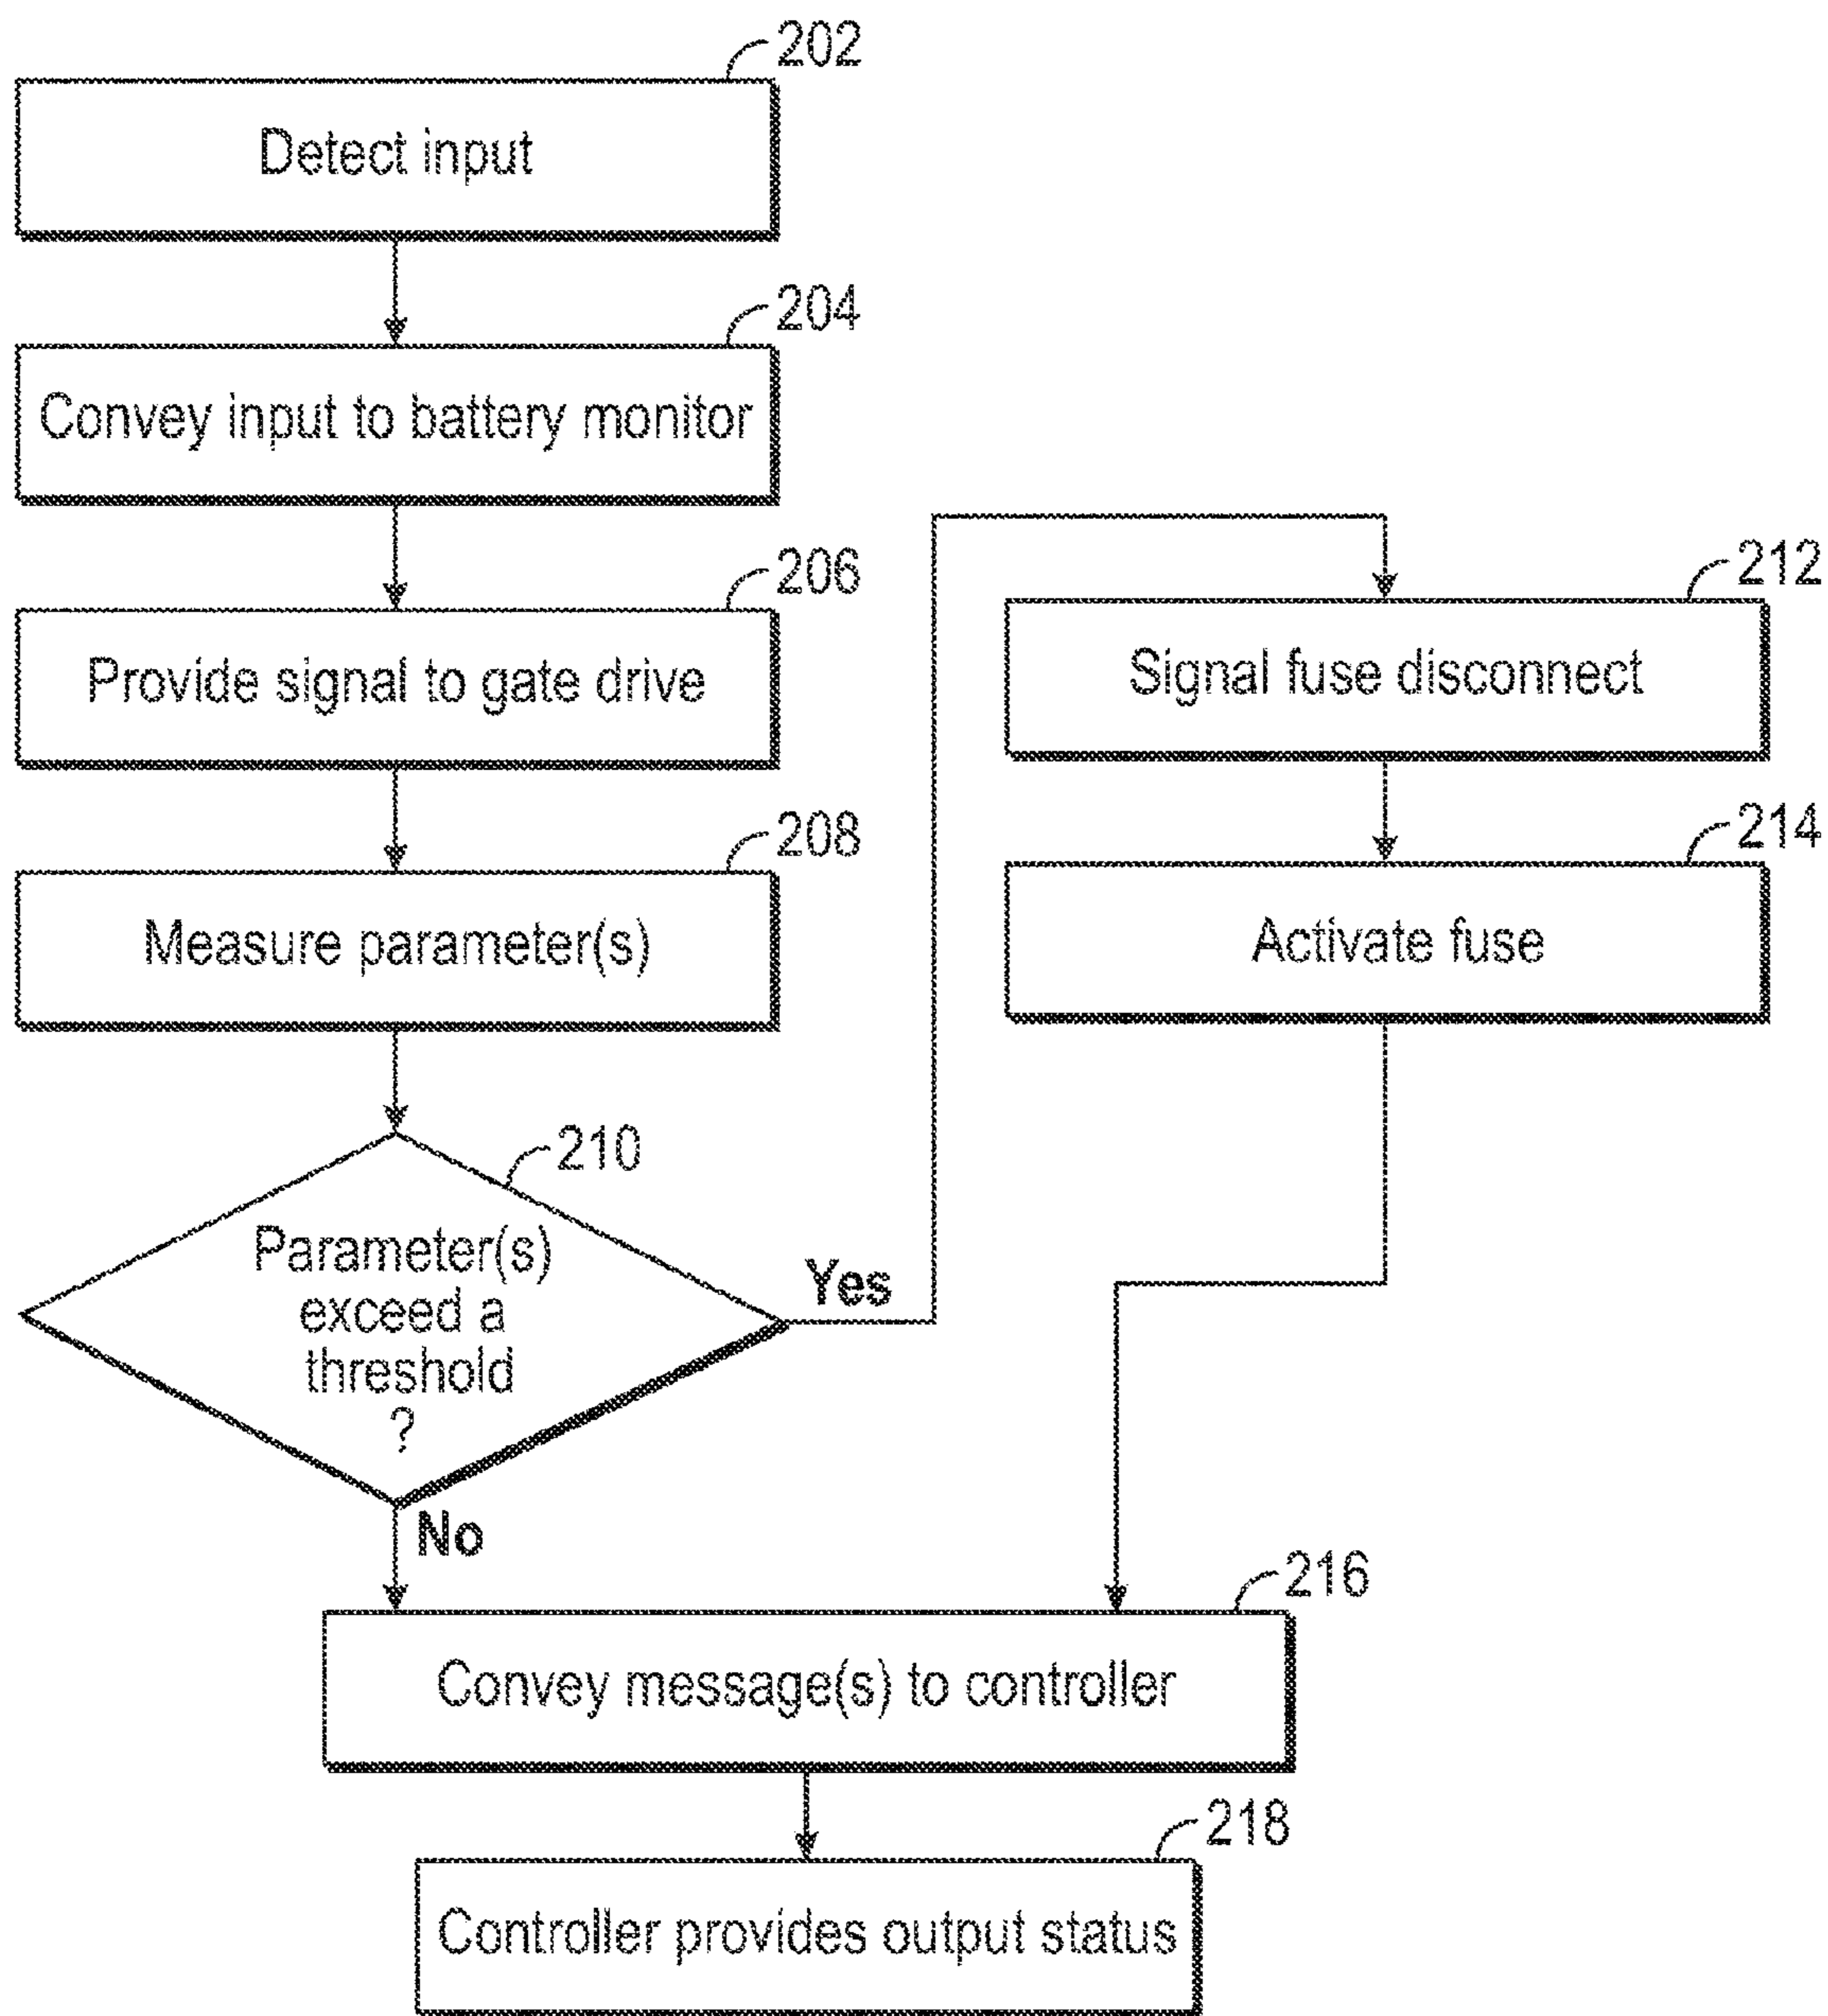 202
Detect input
204
Convey input to battery monitor
206
Provide signal to gate drive
208
Measure parameter(s)
210
Parameter(s)
exceed a
threshold
?
Yes
No
212
Signal fuse disconnect
214
Activate fuse
216
Convey message(s) to controller
218
Controller provides output status